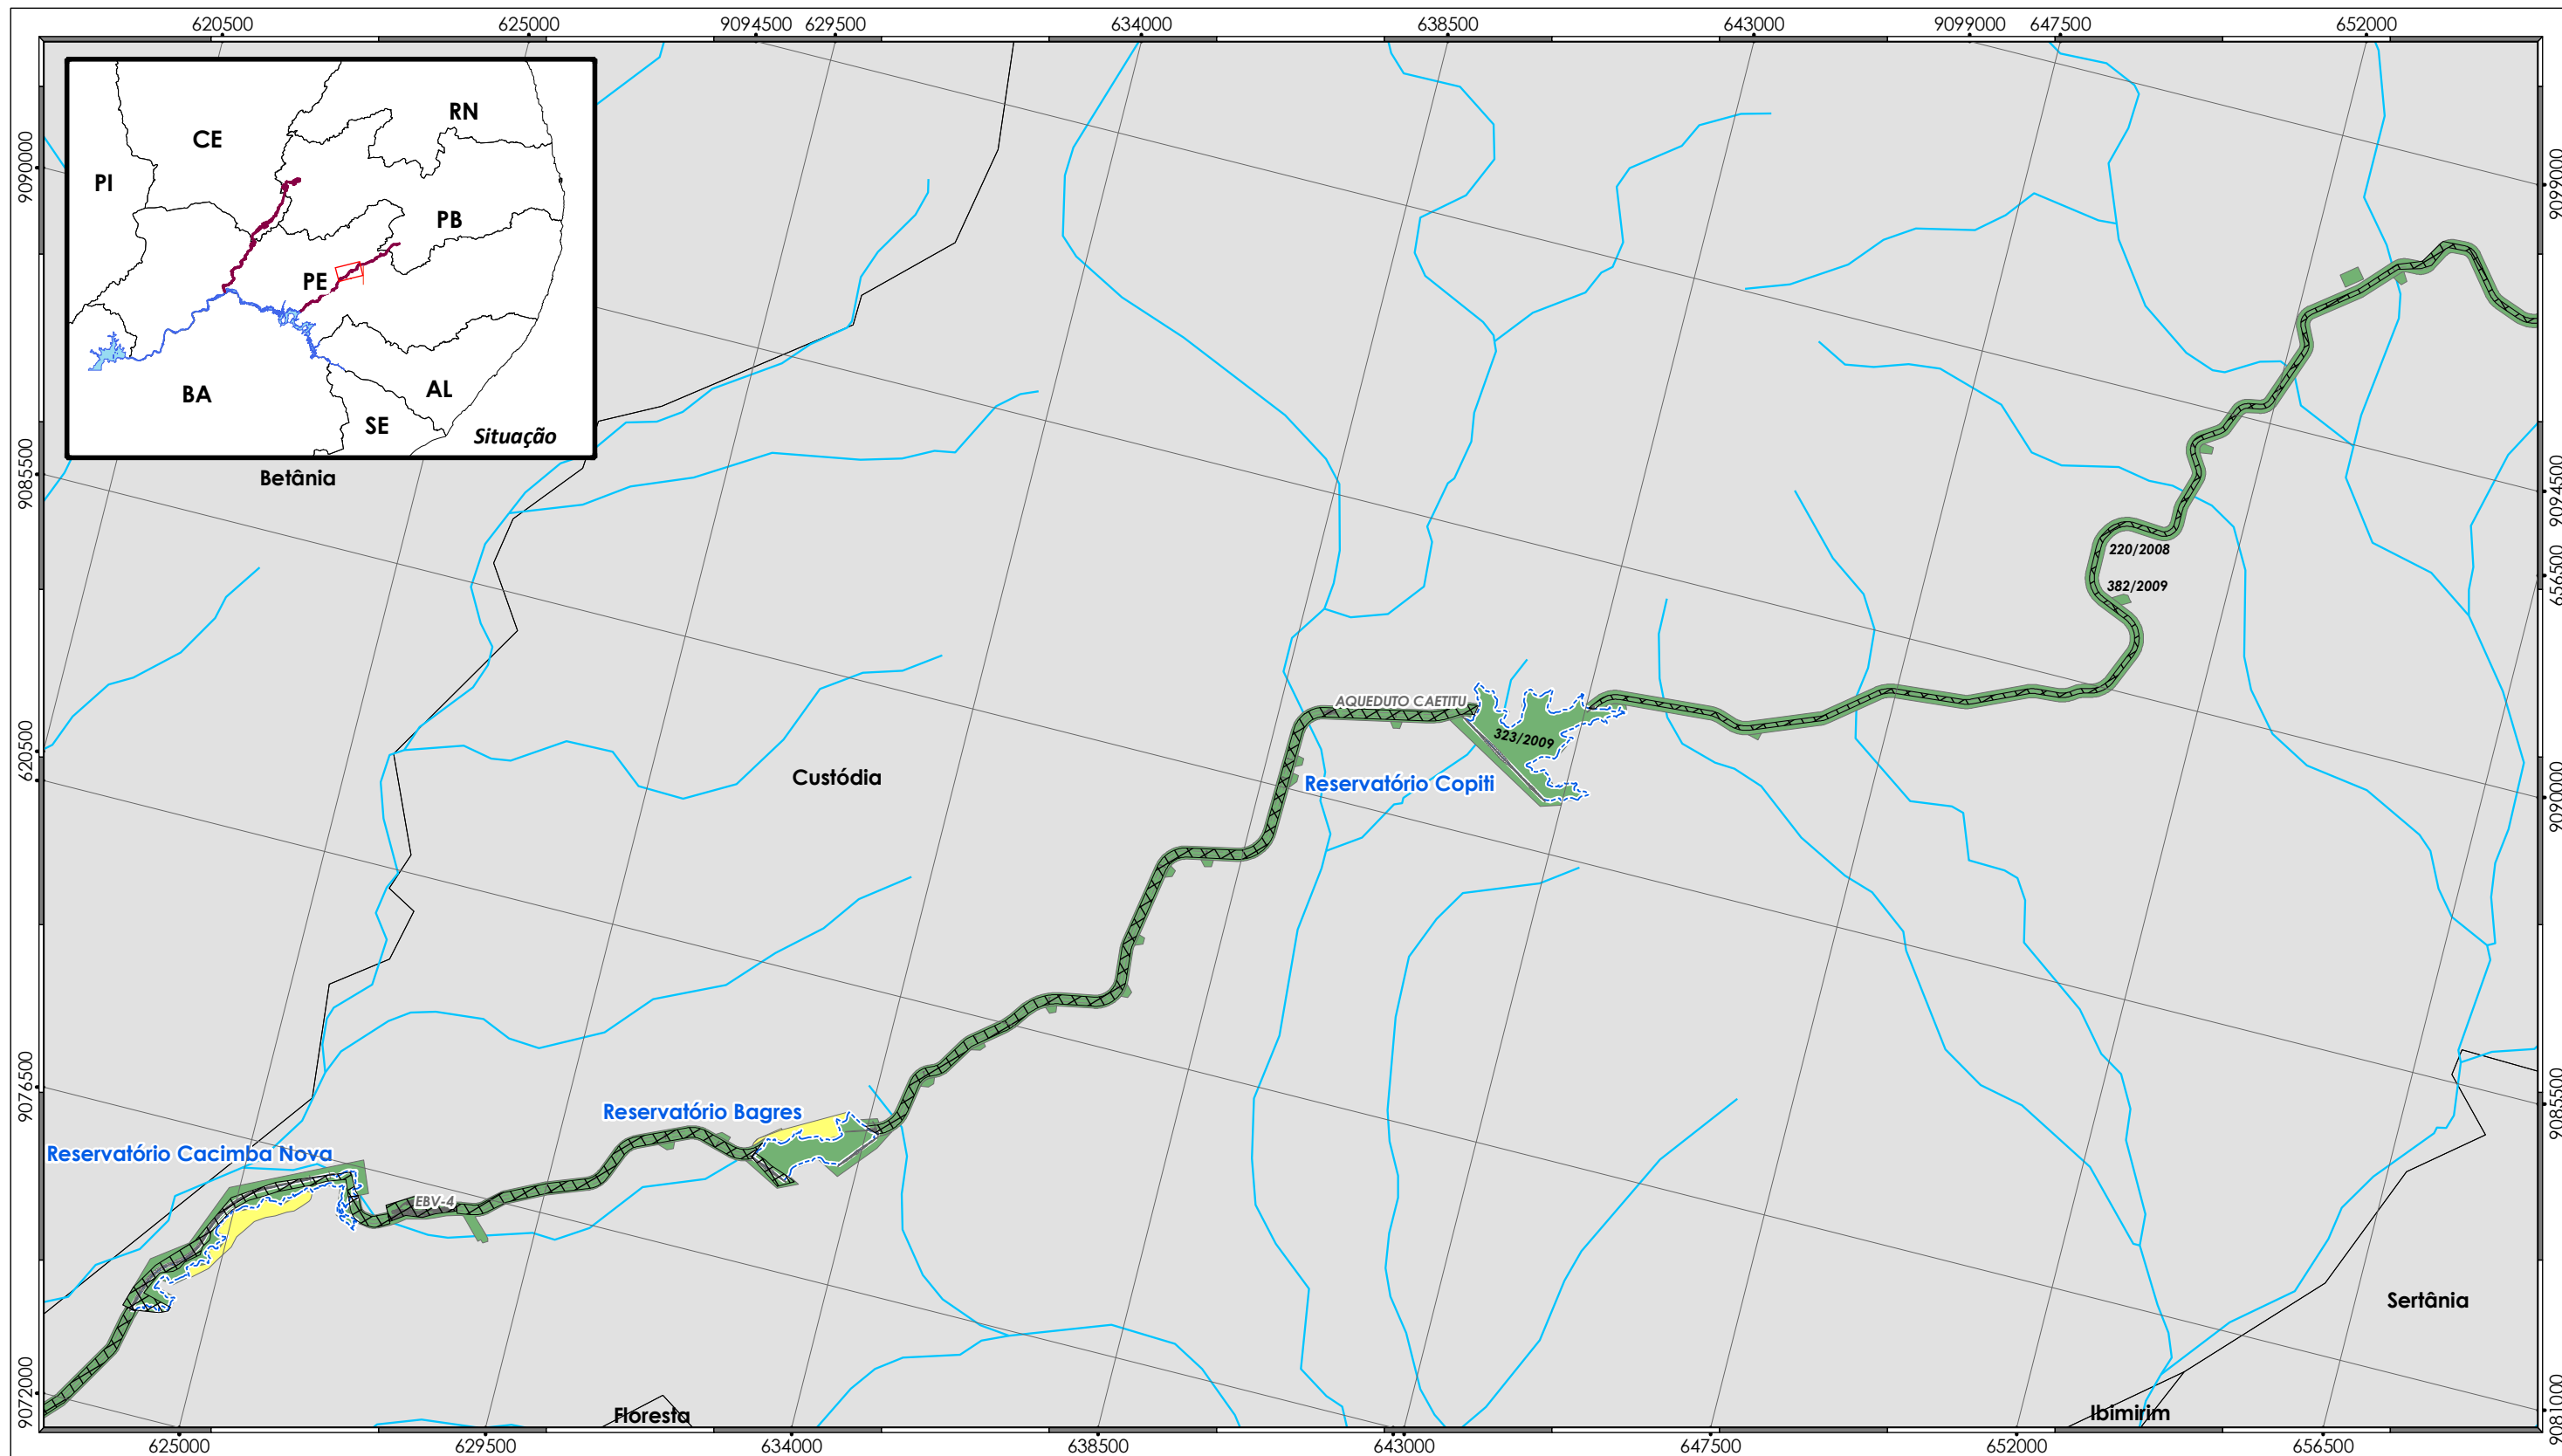 620500
625000
9094500
629500
634000
638500
643000
9099000
647500
652000
RN
CE
PI
PB
PE
BA
AL
SE
Situação
9090000
9085500
620500
9076500
9072000
9099000
9094500
656500
9090000
9085500
9081000
Betânia
220/2008
382/2009
AQUEDUTO CAETITU
323/2009
Custódia
Reservatório Copiti
Reservatório Bagres
Reservatório Cacimba Nova
EBV-4
Sertânia
Floresta
Ibimirim
625000
629500
634000
638500
643000
647500
652000
656500